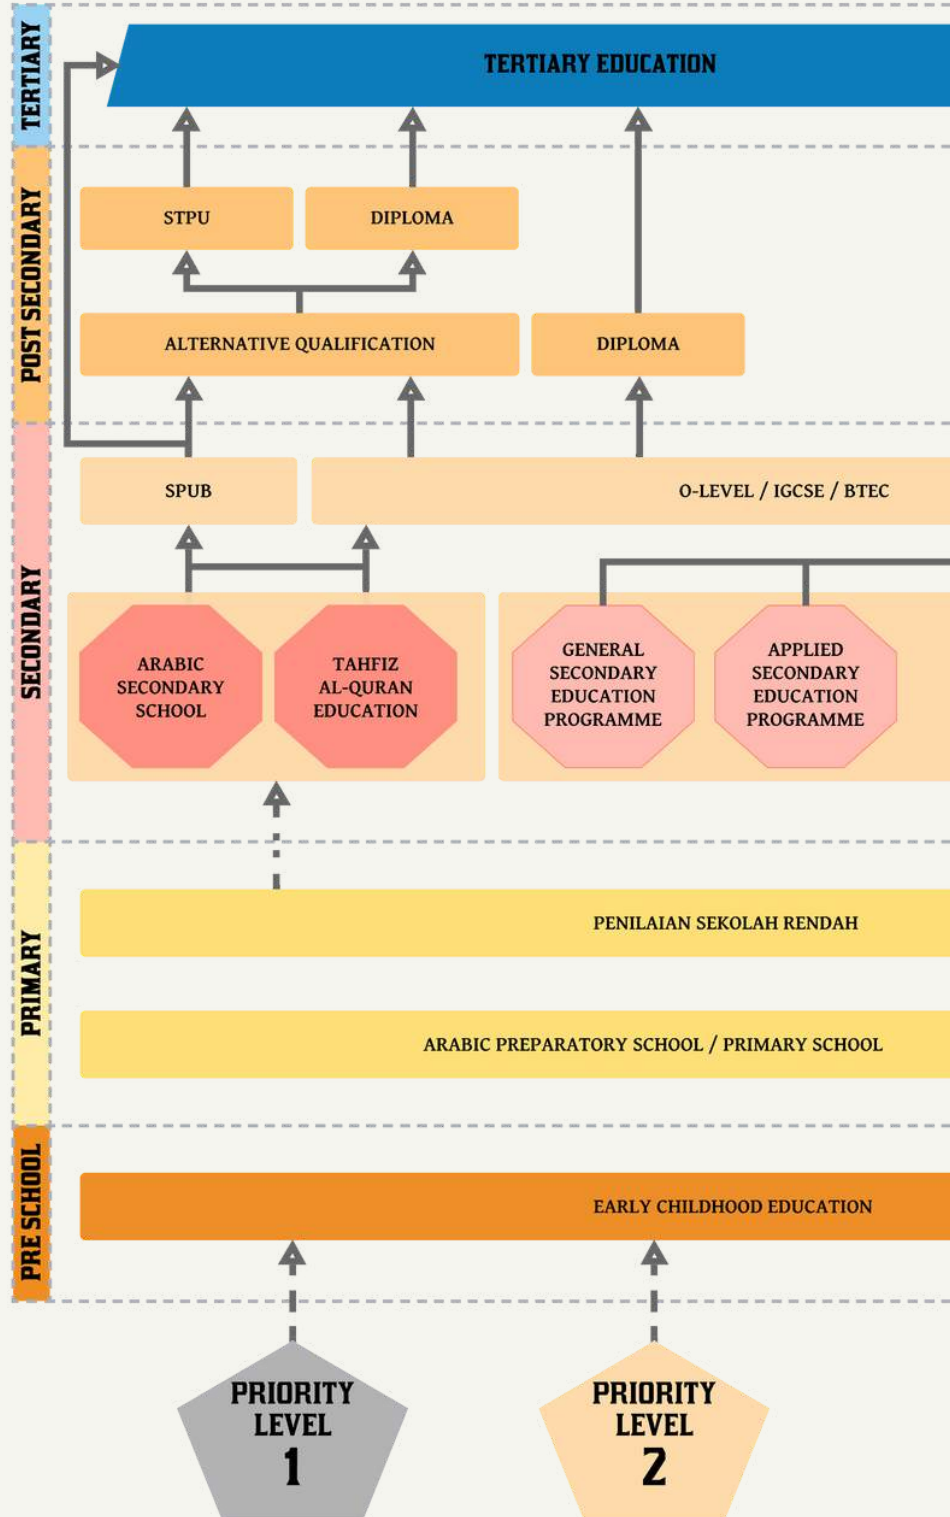 TERTIARY
TERTIARY EDUCATION
POST SECONDARY
STPU
DIPLOMA
ALTERNATIVE QUALIFICATION
DIPLOMA
SECONDARY
SPUB
O-LEVEL / IGCSE / BTEC
ARABIC
SECONDARY
SCHOOL
TAHFIZ
AL-QURAN
EDUCATION
GENERAL
SECONDARY
EDUCATION
PROGRAMME
APPLIED
SECONDARY
EDUCATION
PROGRAMME
PRIMARY
PENILAIAN SEKOLAH RENDAH
ARABIC PREPARATORY SCHOOL / PRIMARY SCHOOL
PRE SCHOOL
EARLY CHILDHOOD EDUCATION
PRIORITY
LEVEL
1
PRIORITY
LEVEL
2